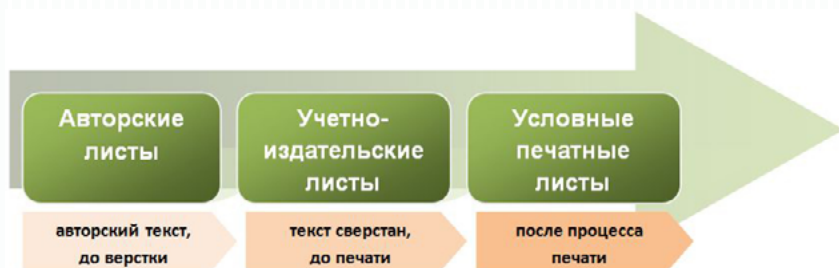 Авторские
листы
Учетно-
издательские
листы
Условные
печатные
листы
авторский текст,
до верстки
текст сверстан,
до печати
после процесса
печати